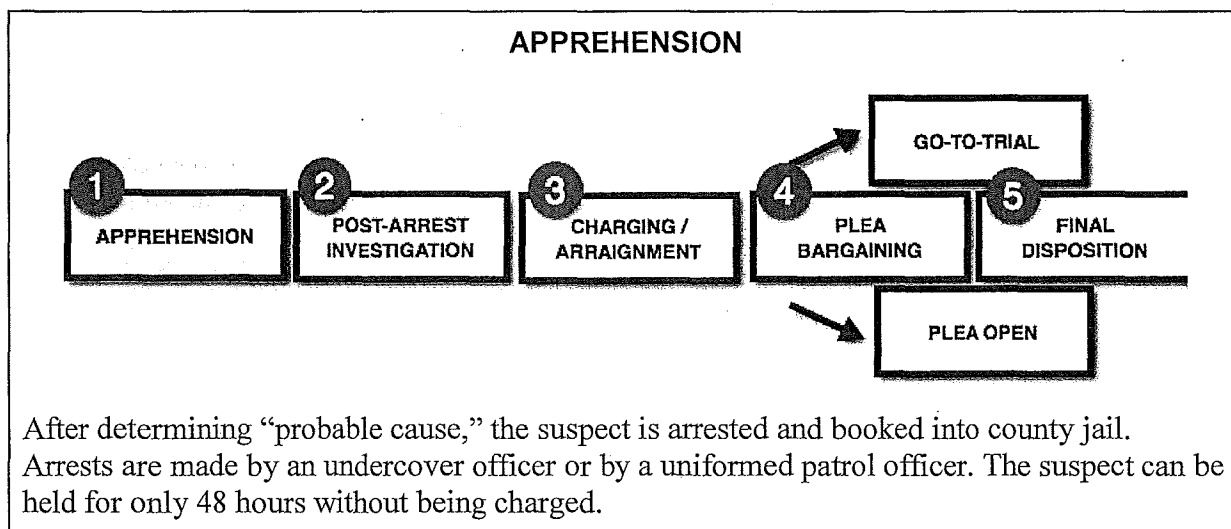 APPREHENSION
1
APPREHENSION
2
POST-ARREST
INVESTIGATION
3
CHARGING /
ARRAIGNMENT
4
PLEA
BARGAINING
GO-TO-TRIAL
5
FINAL
DISPOSITION
PLEA OPEN
After determining “probable cause,” the suspect is arrested and booked into county jail.
Arrests are made by an undercover officer or by a uniformed patrol officer. The suspect can be
held for only 48 hours without being charged.